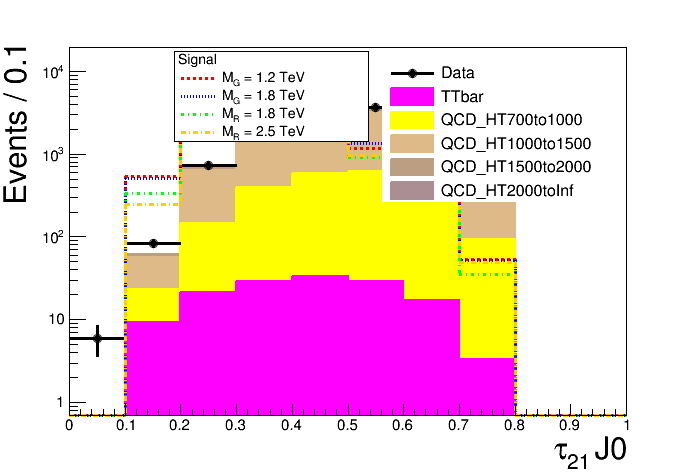 Events / 0.1
10^4
10^3
10^2
10
1
Signal
M_G = 1.2 TeV
M_G = 1.8 TeV
M_R = 1.8 TeV
M_R = 2.5 TeV
Data
TTbar
QCD_HT700to1000
QCD_HT1000to1500
QCD_HT1500to2000
QCD_HT2000toInf
0 0.1 0.2 0.3 0.4 0.5 0.6 0.7 0.8 0.9 1
τ_21 J0